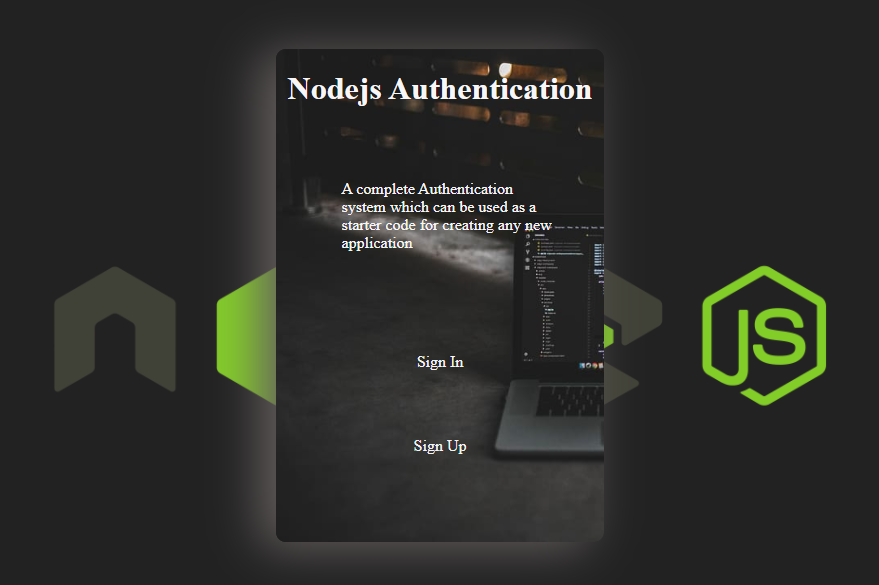 Nodejs Authentication
A complete Authentication
system which can be used as a
starter code for creating any new
application
JS
Sign In
Sign Up